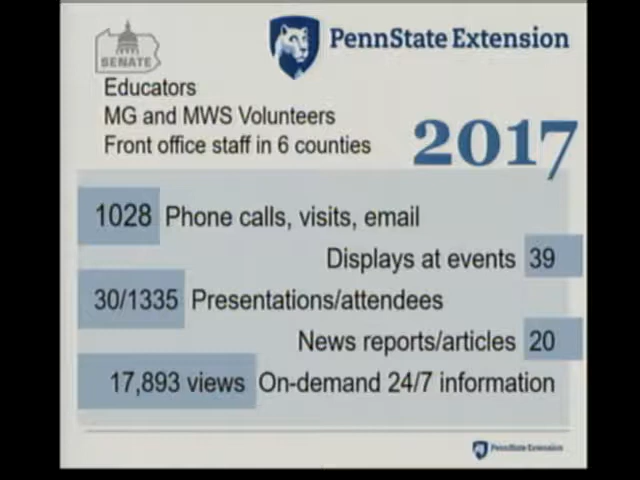 SENATE
PennState Extension
Educators
MG and MWS Volunteers
Front office staff in 6 counties
2017
1028 Phone calls, visits, email
Displays at events 39
30/1335 Presentations/attendees
News reports/articles 20
17,893 views On-demand 24/7 information
PennState Extension